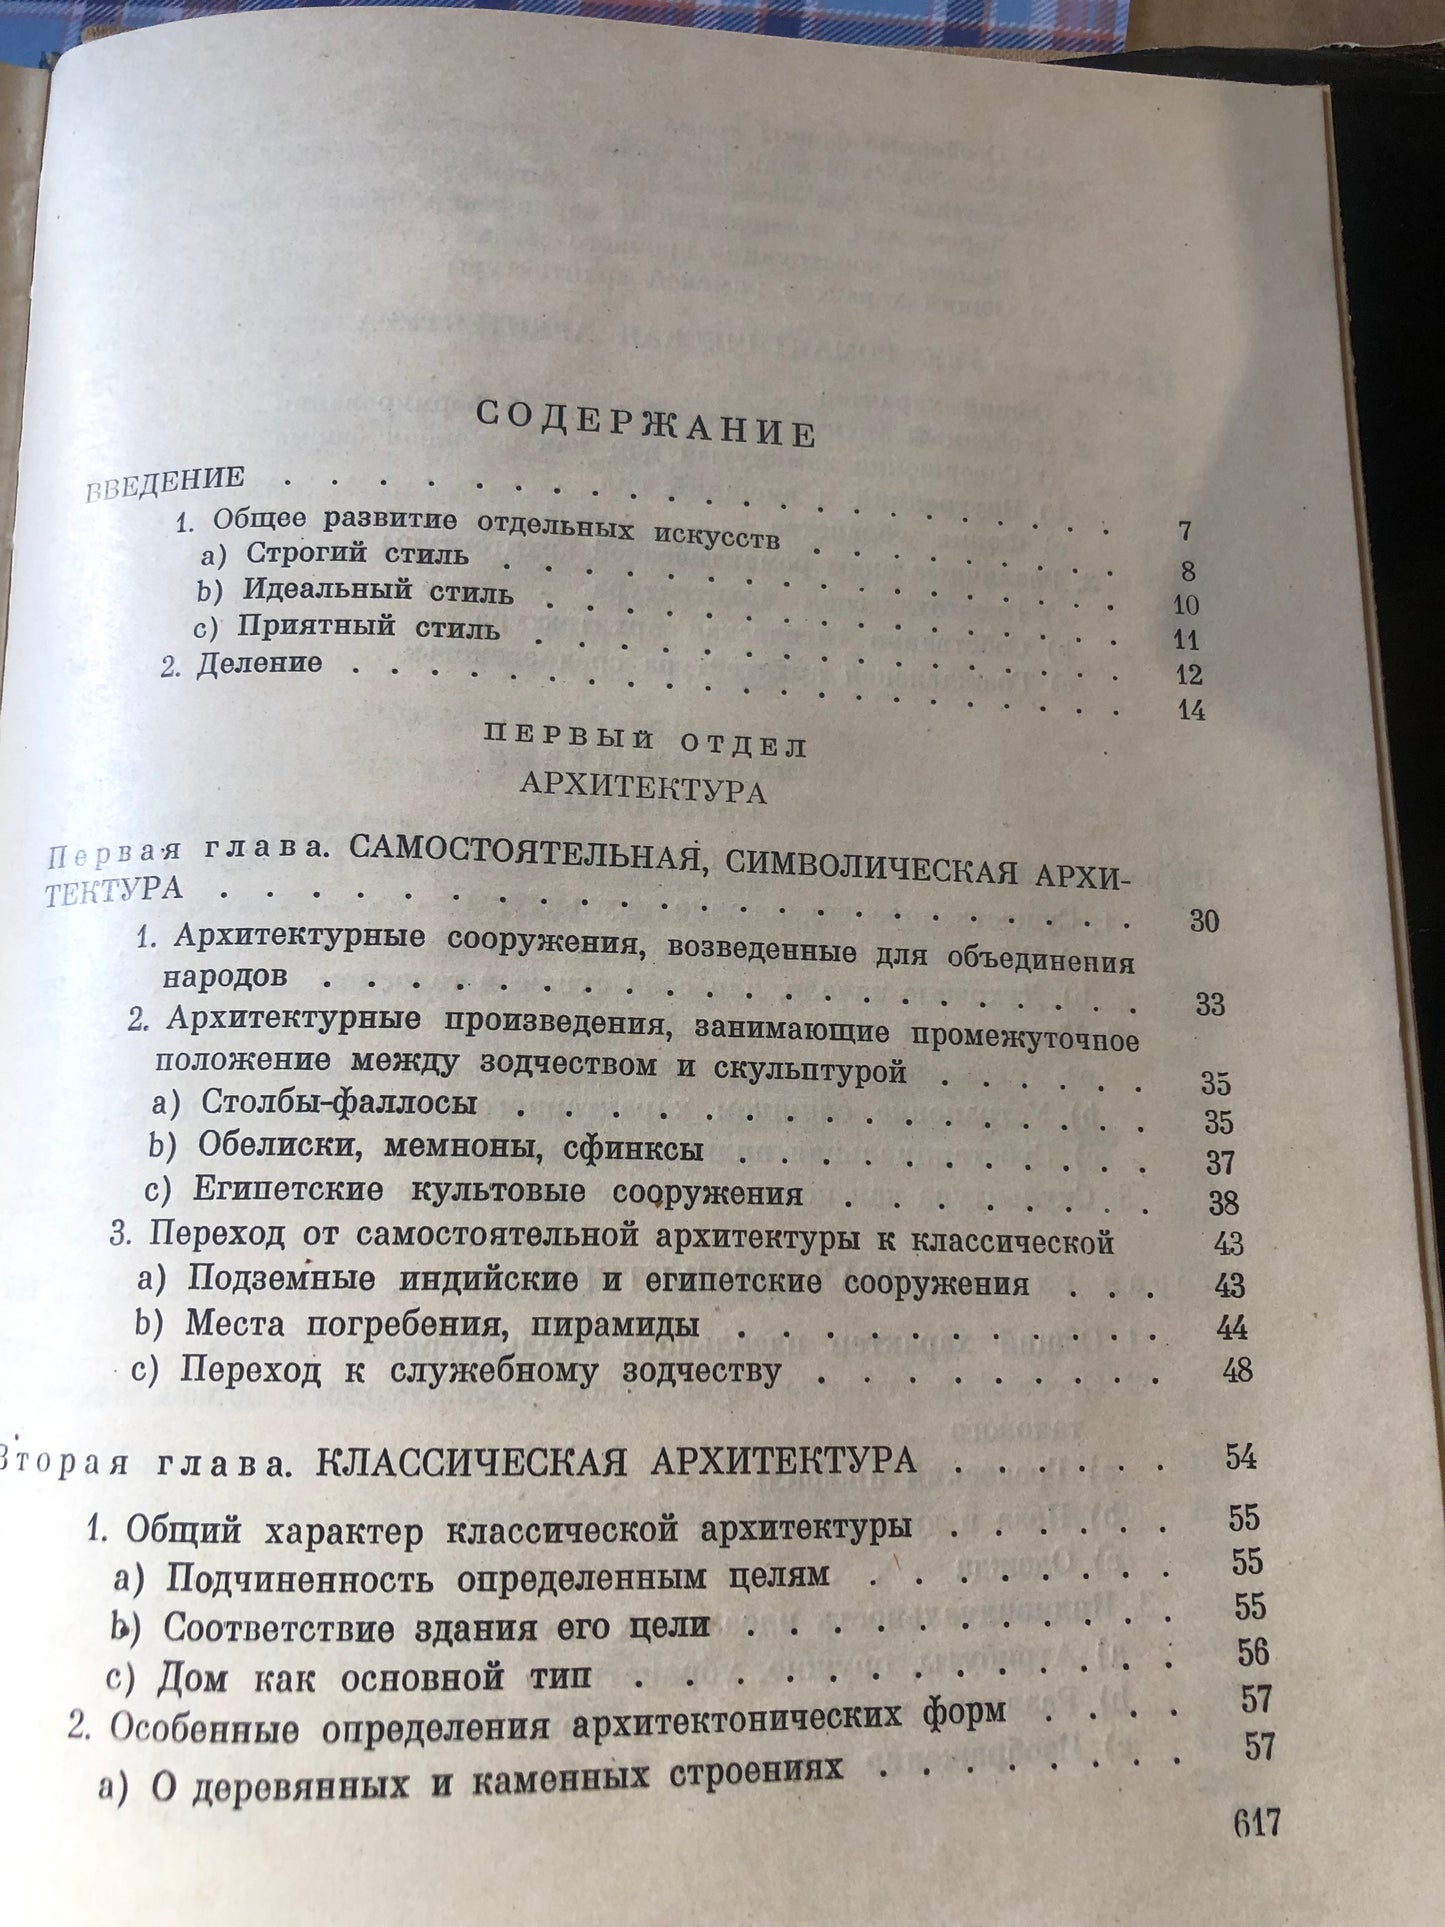 СОДЕРЖАНИЕ
ВВЕДЕНИЕ . . . . . . . . . . . . . . . . . . 7
1. Общее развитие отдельных искусств . . . . . . . . 8
a) Строгий стиль . . . . . . . . . . . . . . . 10
b) Идеальный стиль . . . . . . . . . . . . . . 11
c) Приятный стиль . . . . . . . . . . . . . . 12
2. Деление . . . . . . . . . . . . . . . . . . 14
ПЕРВЫЙ ОТДЕЛ
АРХИТЕКТУРА
Первая глава. САМОСТОЯТЕЛЬНАЯ, СИМВОЛИЧЕСКАЯ АРХИ-
ТЕКТУРА . . . . . . . . . . . . . . . . . . . . 30
1. Архитектурные сооружения, возведенные для объединения
народов . . . . . . . . . . . . . . . . . . 33
2. Архитектурные произведения, занимающие промежуточное
положение между зодчеством и скульптурой . . . . . . 35
a) Столбы-фаллосы . . . . . . . . . . . . . . . 35
b) Обелиски, мемноны, сфинксы . . . . . . . . . . 37
c) Египетские культовые сооружения . . . . . . . . 38
3. Переход от самостоятельной архитектуры к классической 43
a) Подземные индийские и египетские сооружения . . . 43
b) Места погребения, пирамиды . . . . . . . . . . 44
c) Переход к служебному зодчеству . . . . . . . . . 48
Вторая глава. КЛАССИЧЕСКАЯ АРХИТЕКТУРА . . . . . . 54
1. Общий характер классической архитектуры . . . . . . 55
a) Подчиненность определенным целям . . . . . . . . 55
b) Соответствие здания его цели . . . . . . . . . . 55
c) Дом как основной тип . . . . . . . . . . . . 56
2. Особенные определения архитектонических форм . . . . 57
a) О деревянных и каменных строениях . . . . . . . . 57
617